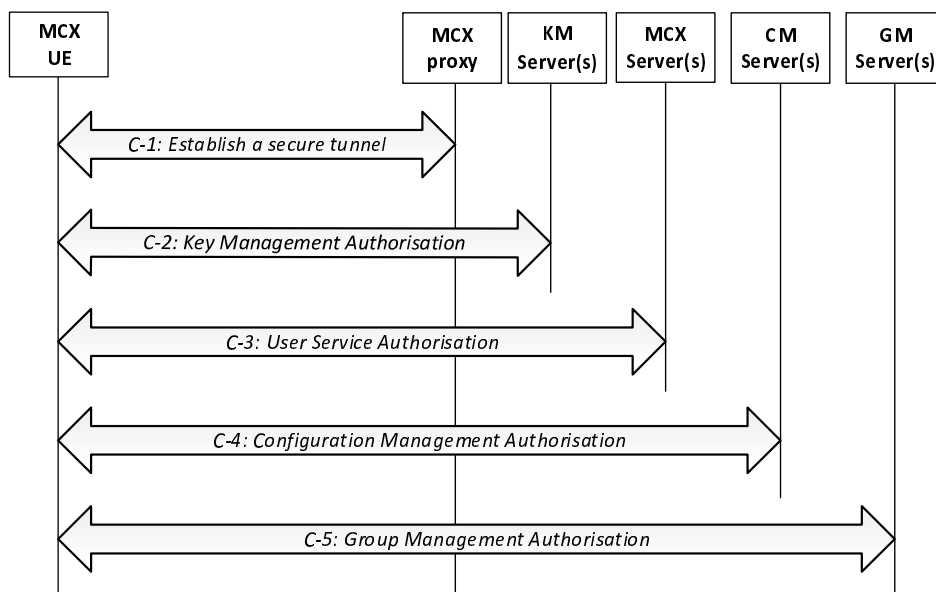 MCX
UE
MCX
proxy
KM
Server(s)
MCX
Server(s)
CM
Server(s)
GM
Server(s)
C-1: Establish a secure tunnel
C-2: Key Management Authorisation
C-3: User Service Authorisation
C-4: Configuration Management Authorisation
C-5: Group Management Authorisation